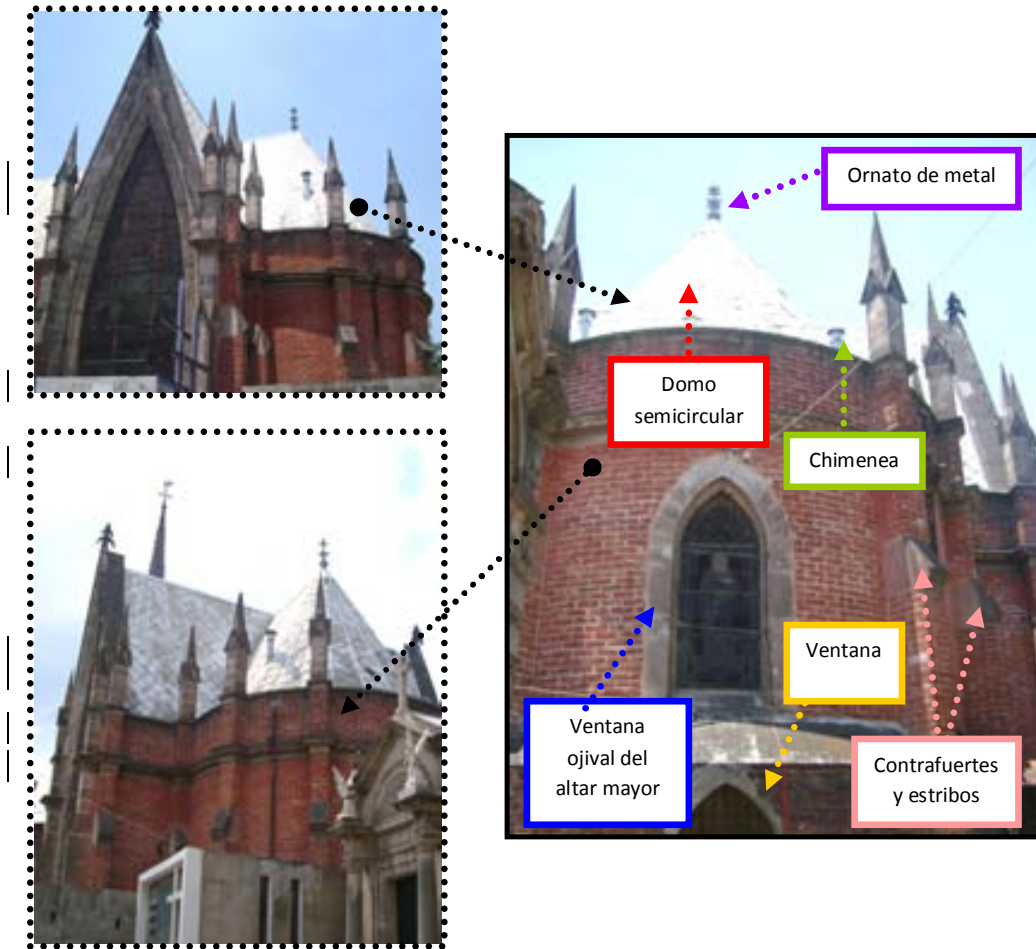 Ornato de metal
Domo
semicircular
Chimenea
Ventana
Ventana
ojival del
altar mayor
Contrafuertes
y estribos